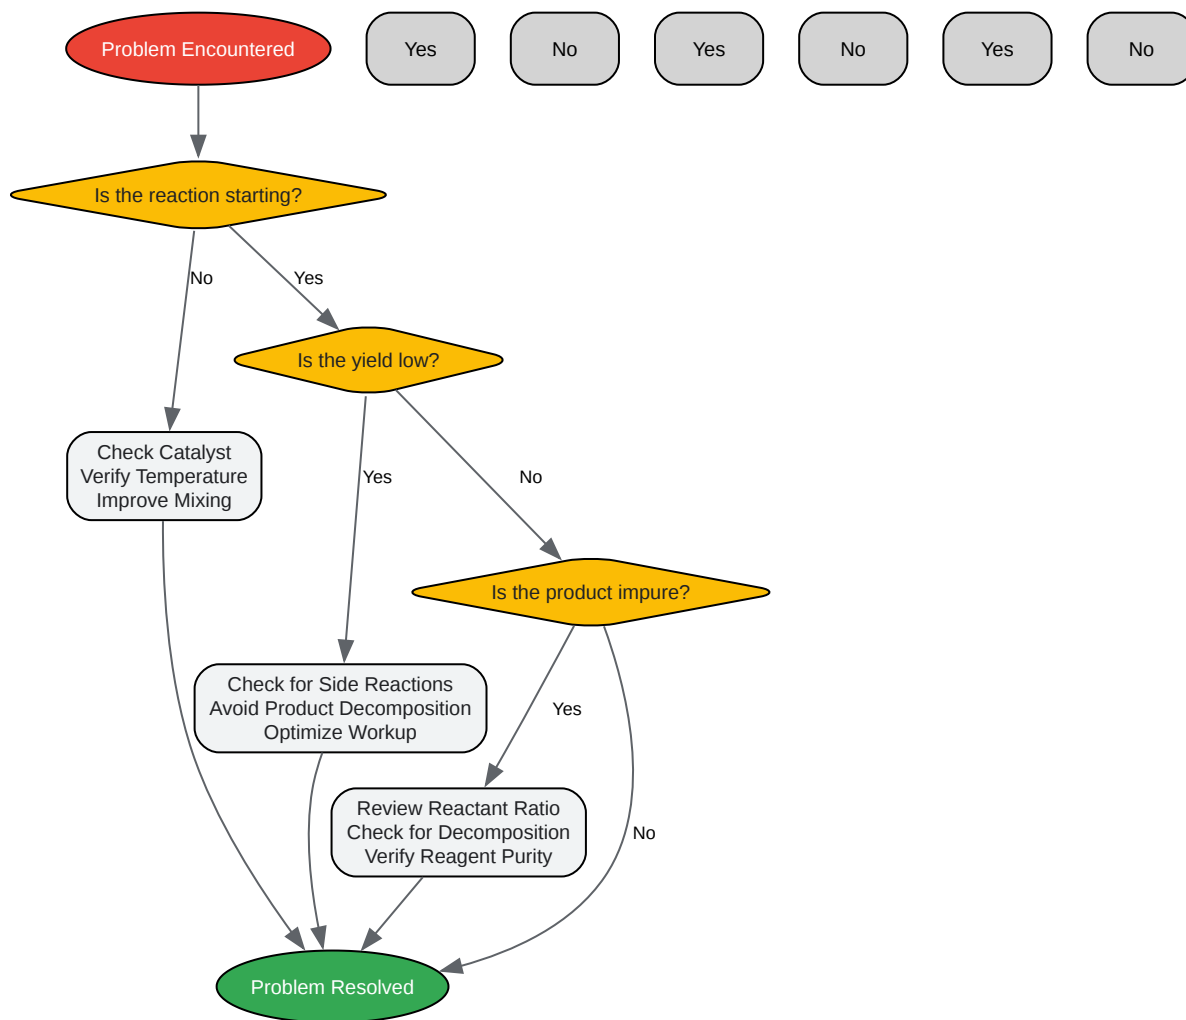 Problem Encountered
Yes
No
Yes
No
Yes
No
Is the reaction starting?
No
Yes
Is the yield low?
Check Catalyst
Verify Temperature
Improve Mixing
Yes
No
Is the product impure?
Check for Side Reactions
Avoid Product Decomposition
Optimize Workup
Yes
Review Reactant Ratio
Check for Decomposition
Verify Reagent Purity
No
Problem Resolved